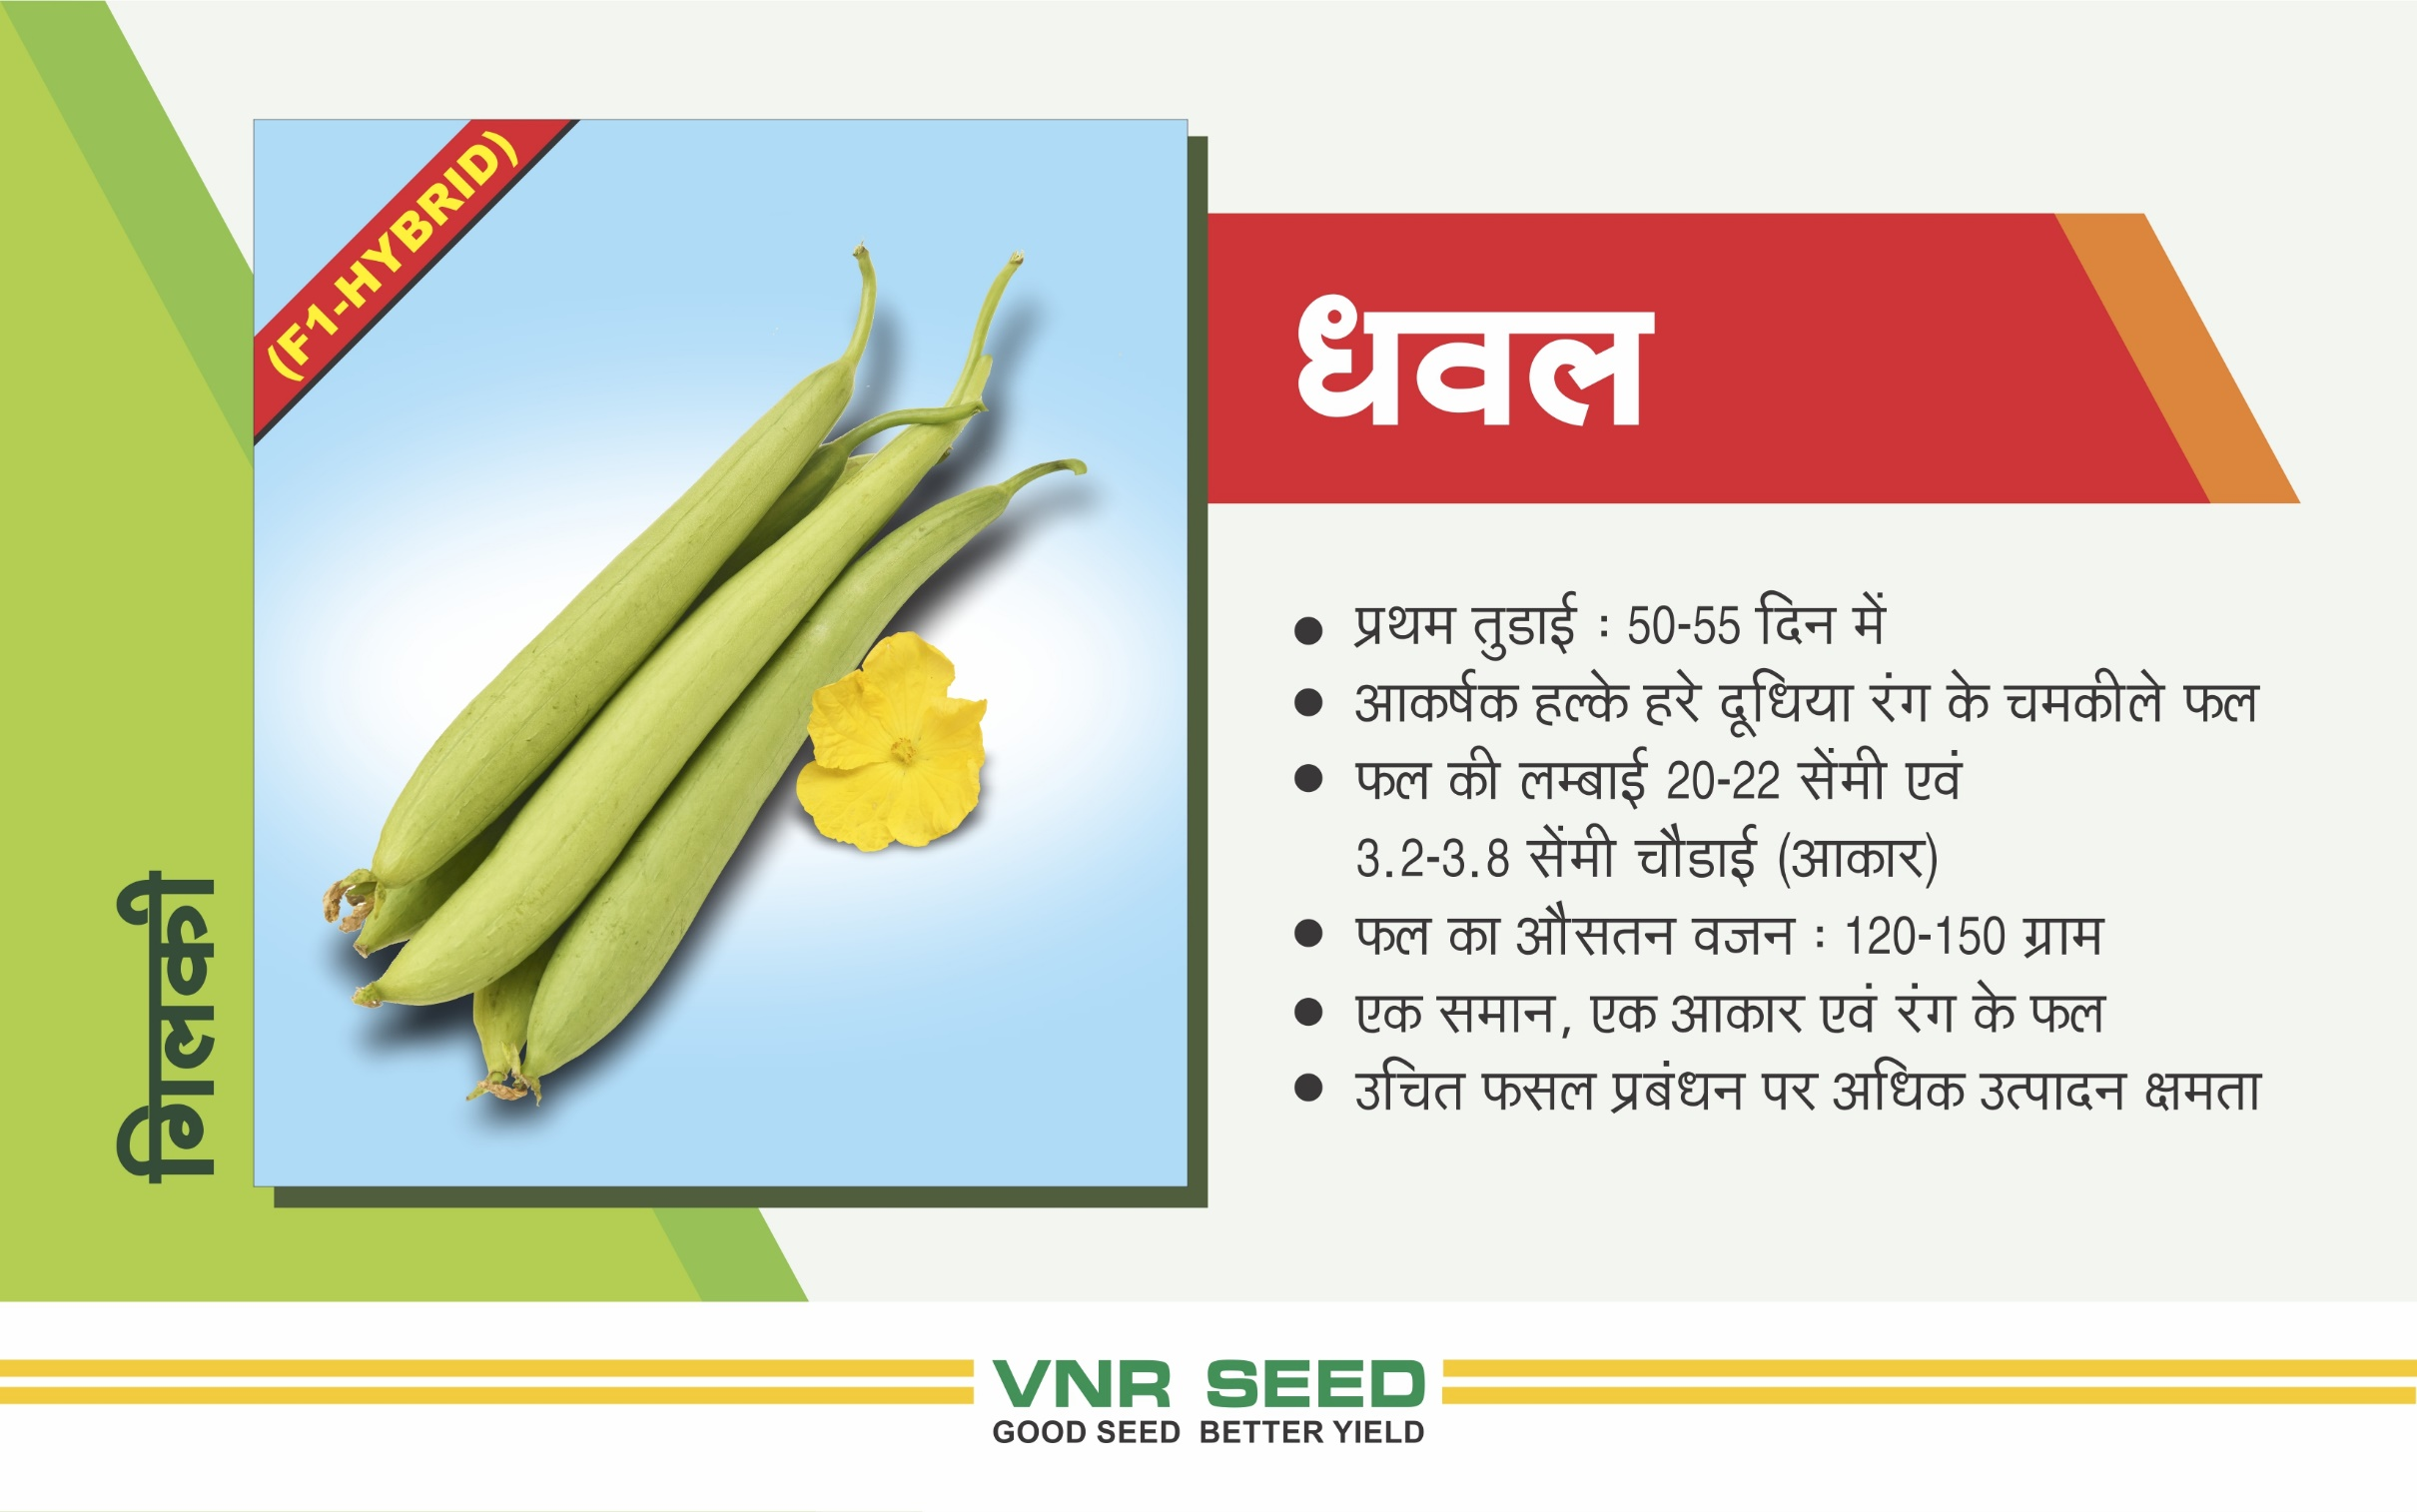 (F1-HYBRID))
धवल
गिलकी
● प्रथम तुडाई : 50-55 दिन में
● आकर्षक हल्के हरे दूधिया रंग के चमकीले फल
● फल की लम्बाई 20-22 सेंमी एवं
3.2-3.8 सेंमी चौडाई (आकार)
● फल का औसतन वजन : 120-150 ग्राम
● एक समान, एक आकार एवं रंग के फल
● उचित फसल प्रबंधन पर अधिक उत्पादन क्षमता
VNR SEED
GOOD SEED BETTER YIELD